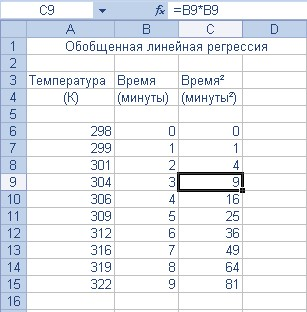 C9 fx =B9*B9
A B C D
1 Обобщенная линейная регрессия
2
3 Температура Время Время²
4 (К) (минуты) (минуты²)
5
6 298 0 0
7 299 1 1
8 301 2 4
9 304 3 9
10 306 4 16
11 309 5 25
12 312 6 36
13 316 7 49
14 319 8 64
15 322 9 81
16